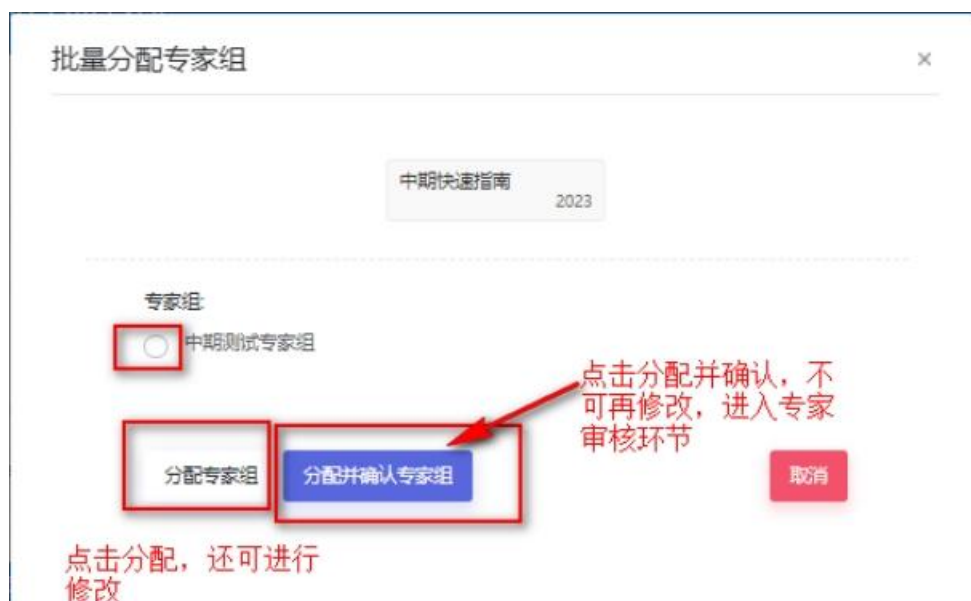 批量分配专家组
×
中期快速指南
2023
专家组:
中期测试专家组
点击分配并确认，不
可再修改，进入专家
审核环节
分配专家组
分配并确认专家组
取消
点击分配，还可进行
修改